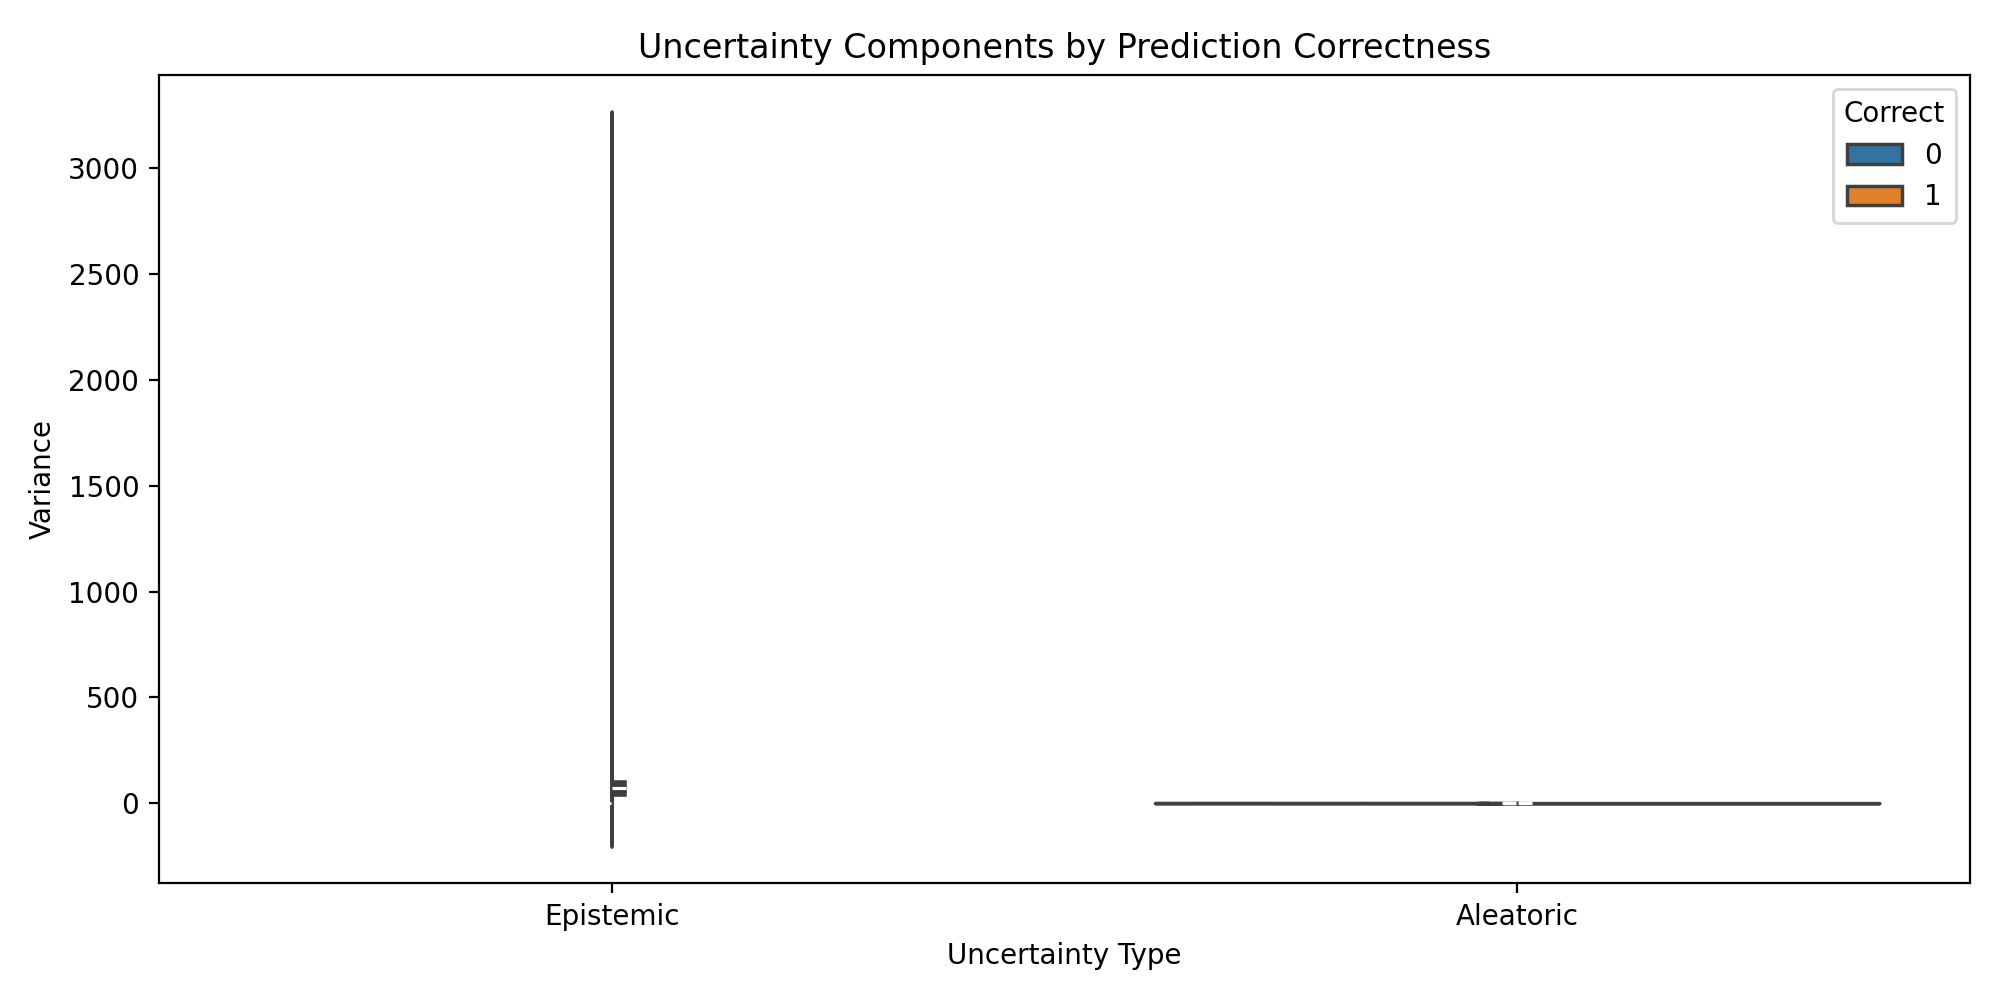 Uncertainty Components by Prediction Correctness
Correct
0
1
3000
2500
2000
1500
1000
500
0
Variance
Epistemic
Aleatoric
Uncertainty Type